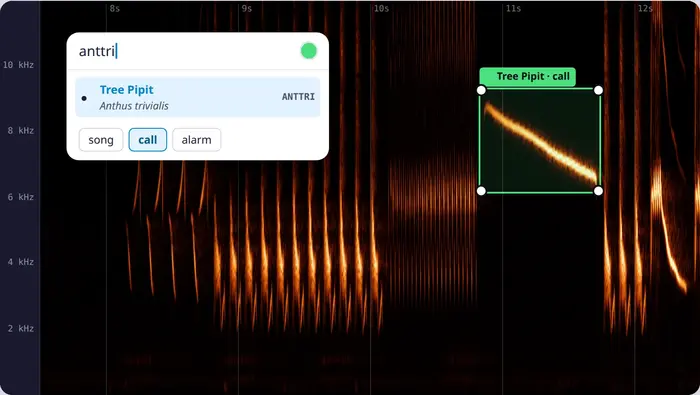 8s 9s 10s 11s 12s
anttri
Tree Pipit
Anthus trivialis
ANTTRI
song call alarm
Tree Pipit · call
10 kHz
8 kHz
6 kHz
4 kHz
2 kHz